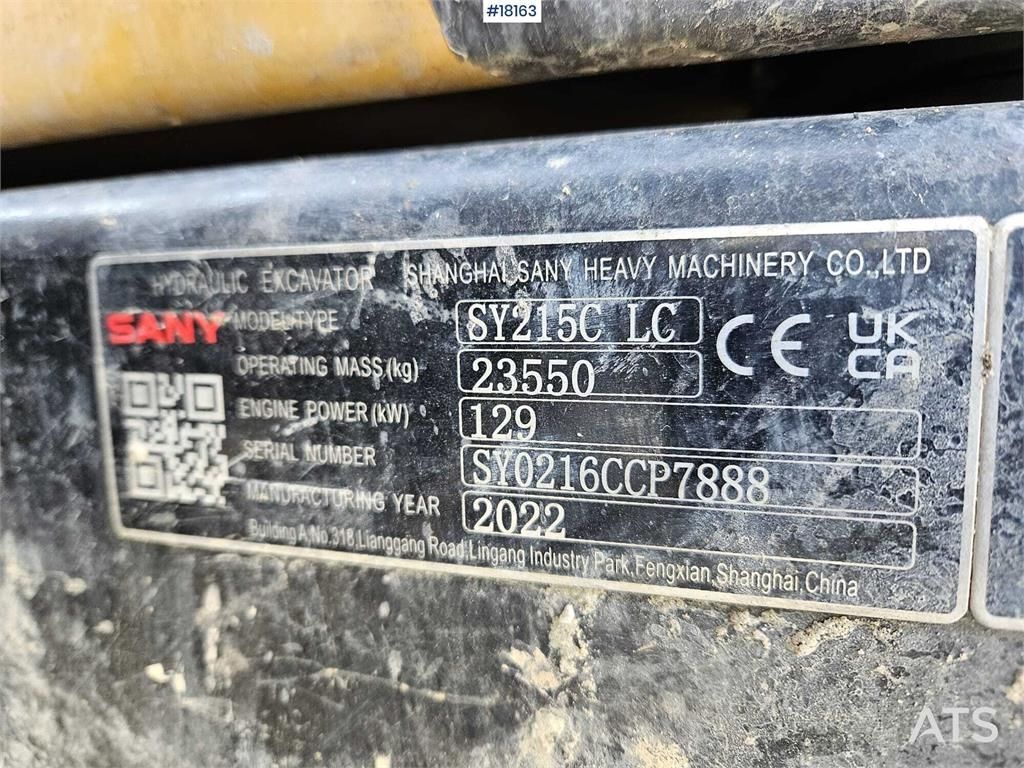 #18163
HYDRAULIC EXCAVATOR SHANGHAI SANY HEAVY MACHINERY CO.,LTD
SANY
MODEL/TYPE SY215C LC
CE
UK
CA
OPERATING MASS (kg) 23550
ENGINE POWER (kW) 129
SERIAL NUMBER SY0216CCP7888
MANUFACTURING YEAR 2022
Building A, No.318, Lianggang Road, Lingang Industry Park, Fengxian, Shanghai, China
ATS